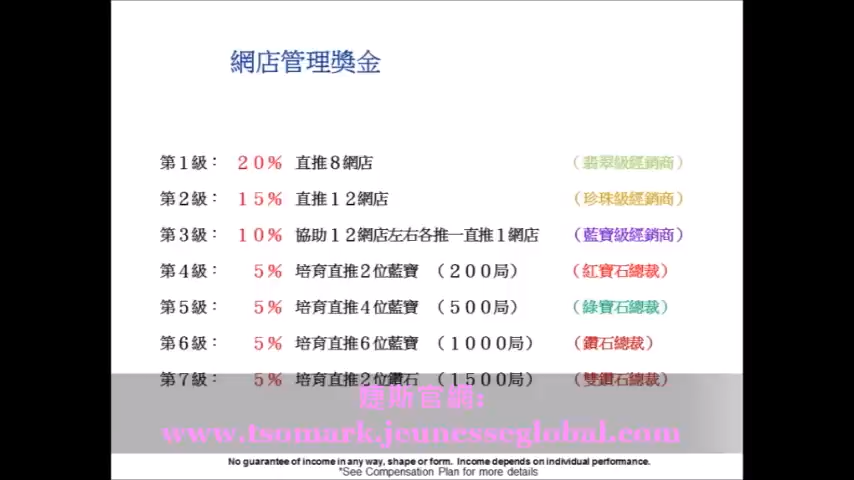 網店管理獎金
第1級： 20% 直推8網店 （翡翠級經銷商）
第2級： 15% 直推12網店 （珍珠級經銷商）
第3級： 10% 協助12網店左右各推一直推1網店 （藍寶級經銷商）
第4級： 5% 培育直推2位藍寶 （200局） （紅寶石總裁）
第5級： 5% 培育直推4位藍寶 （500局） （綠寶石總裁）
第6級： 5% 培育直推6位藍寶 （1000局） （鑽石總裁）
第7級： 5% 培育直推2位鑽石 （1500局） （雙鑽石總裁）
婕斯官網:
www.tsomark.jeunesseglobal.com
No guarantee of income in any way, shape or form. Income depends on individual performance.
*See Compensation Plan for more details